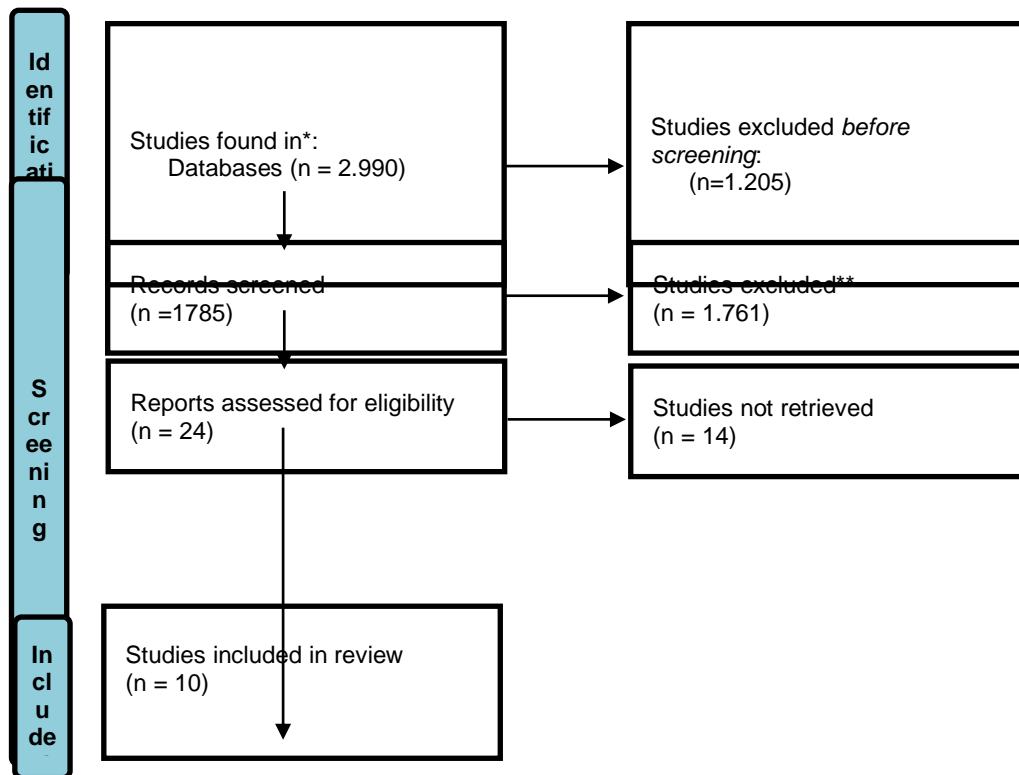 Id
en
tif
ic
ati
Studies found in*:
Databases (n = 2.990)
Studies excluded before
screening:
(n=1.205)
S
cr
ee
ni
n
g
Records screened
(n =1785)
Studies excluded**
(n = 1.761)
Reports assessed for eligibility
(n = 24)
Studies not retrieved
(n = 14)
In
cl
u
de
Studies included in review
(n = 10)